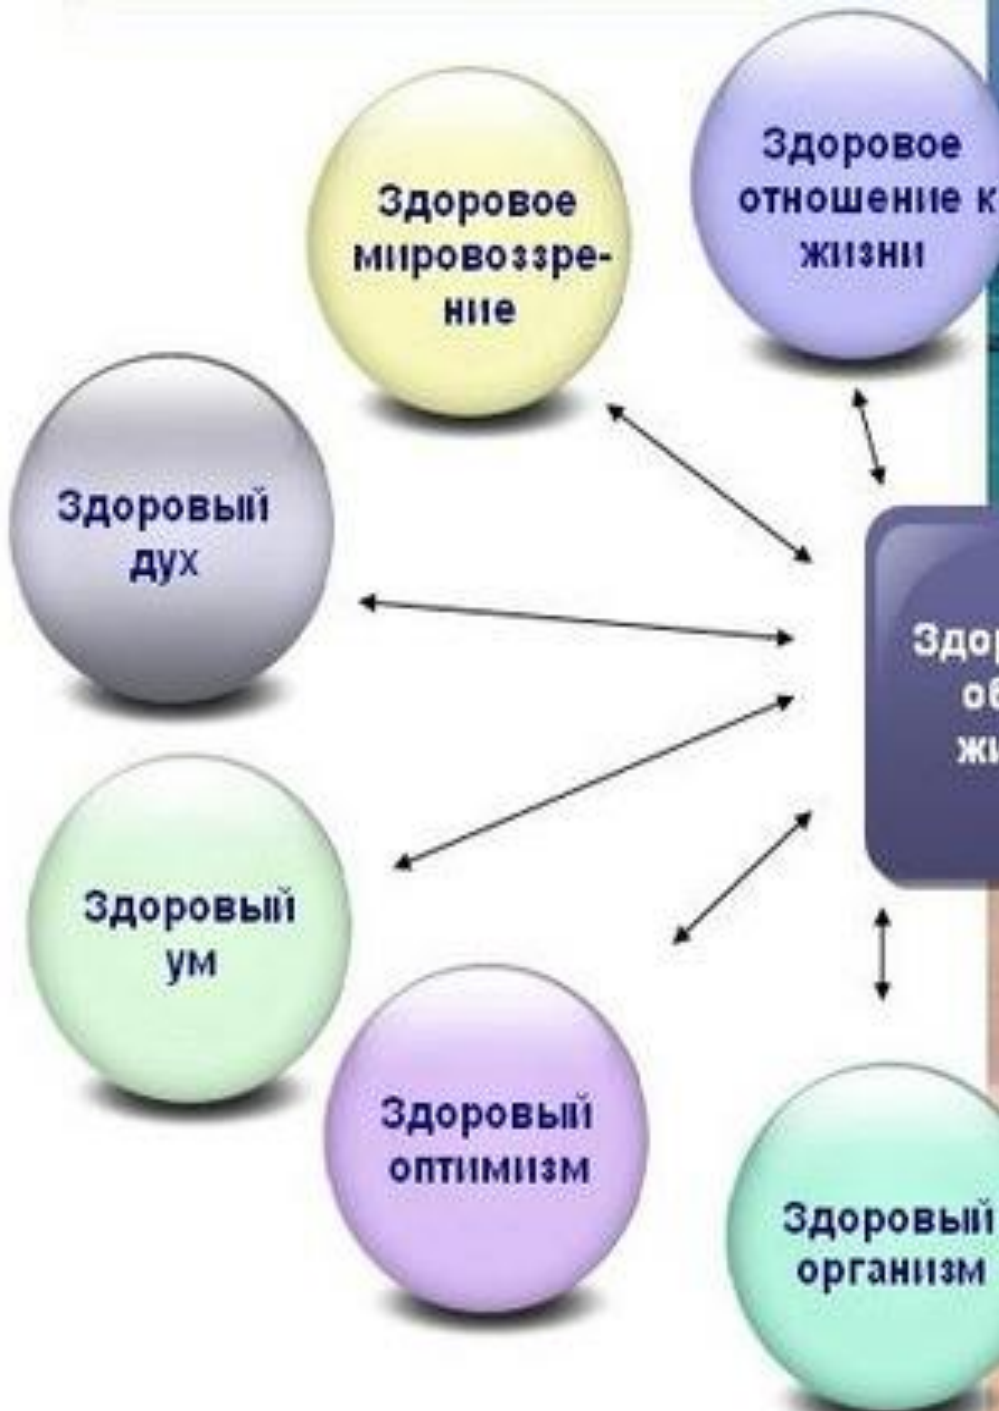 Здоровое
отношение к
жизни
Здоровое
мировоззре-
ние
Здоровый
дух
Здоровый
ум
Здоровый
оптимизм
Здоровый
организм